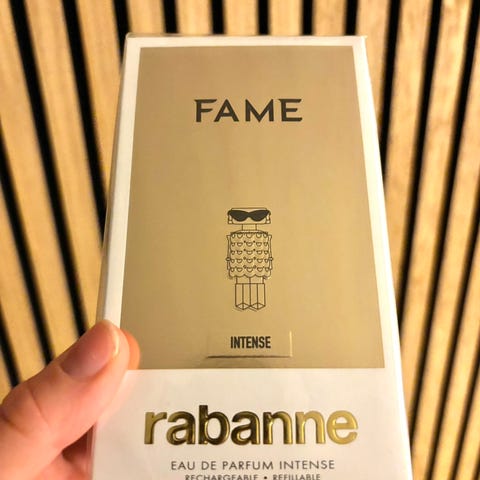 FAME
INTENSE
rabanne
EAU DE PARFUM INTENSE
RECHARGEABLE • REFILLABLE